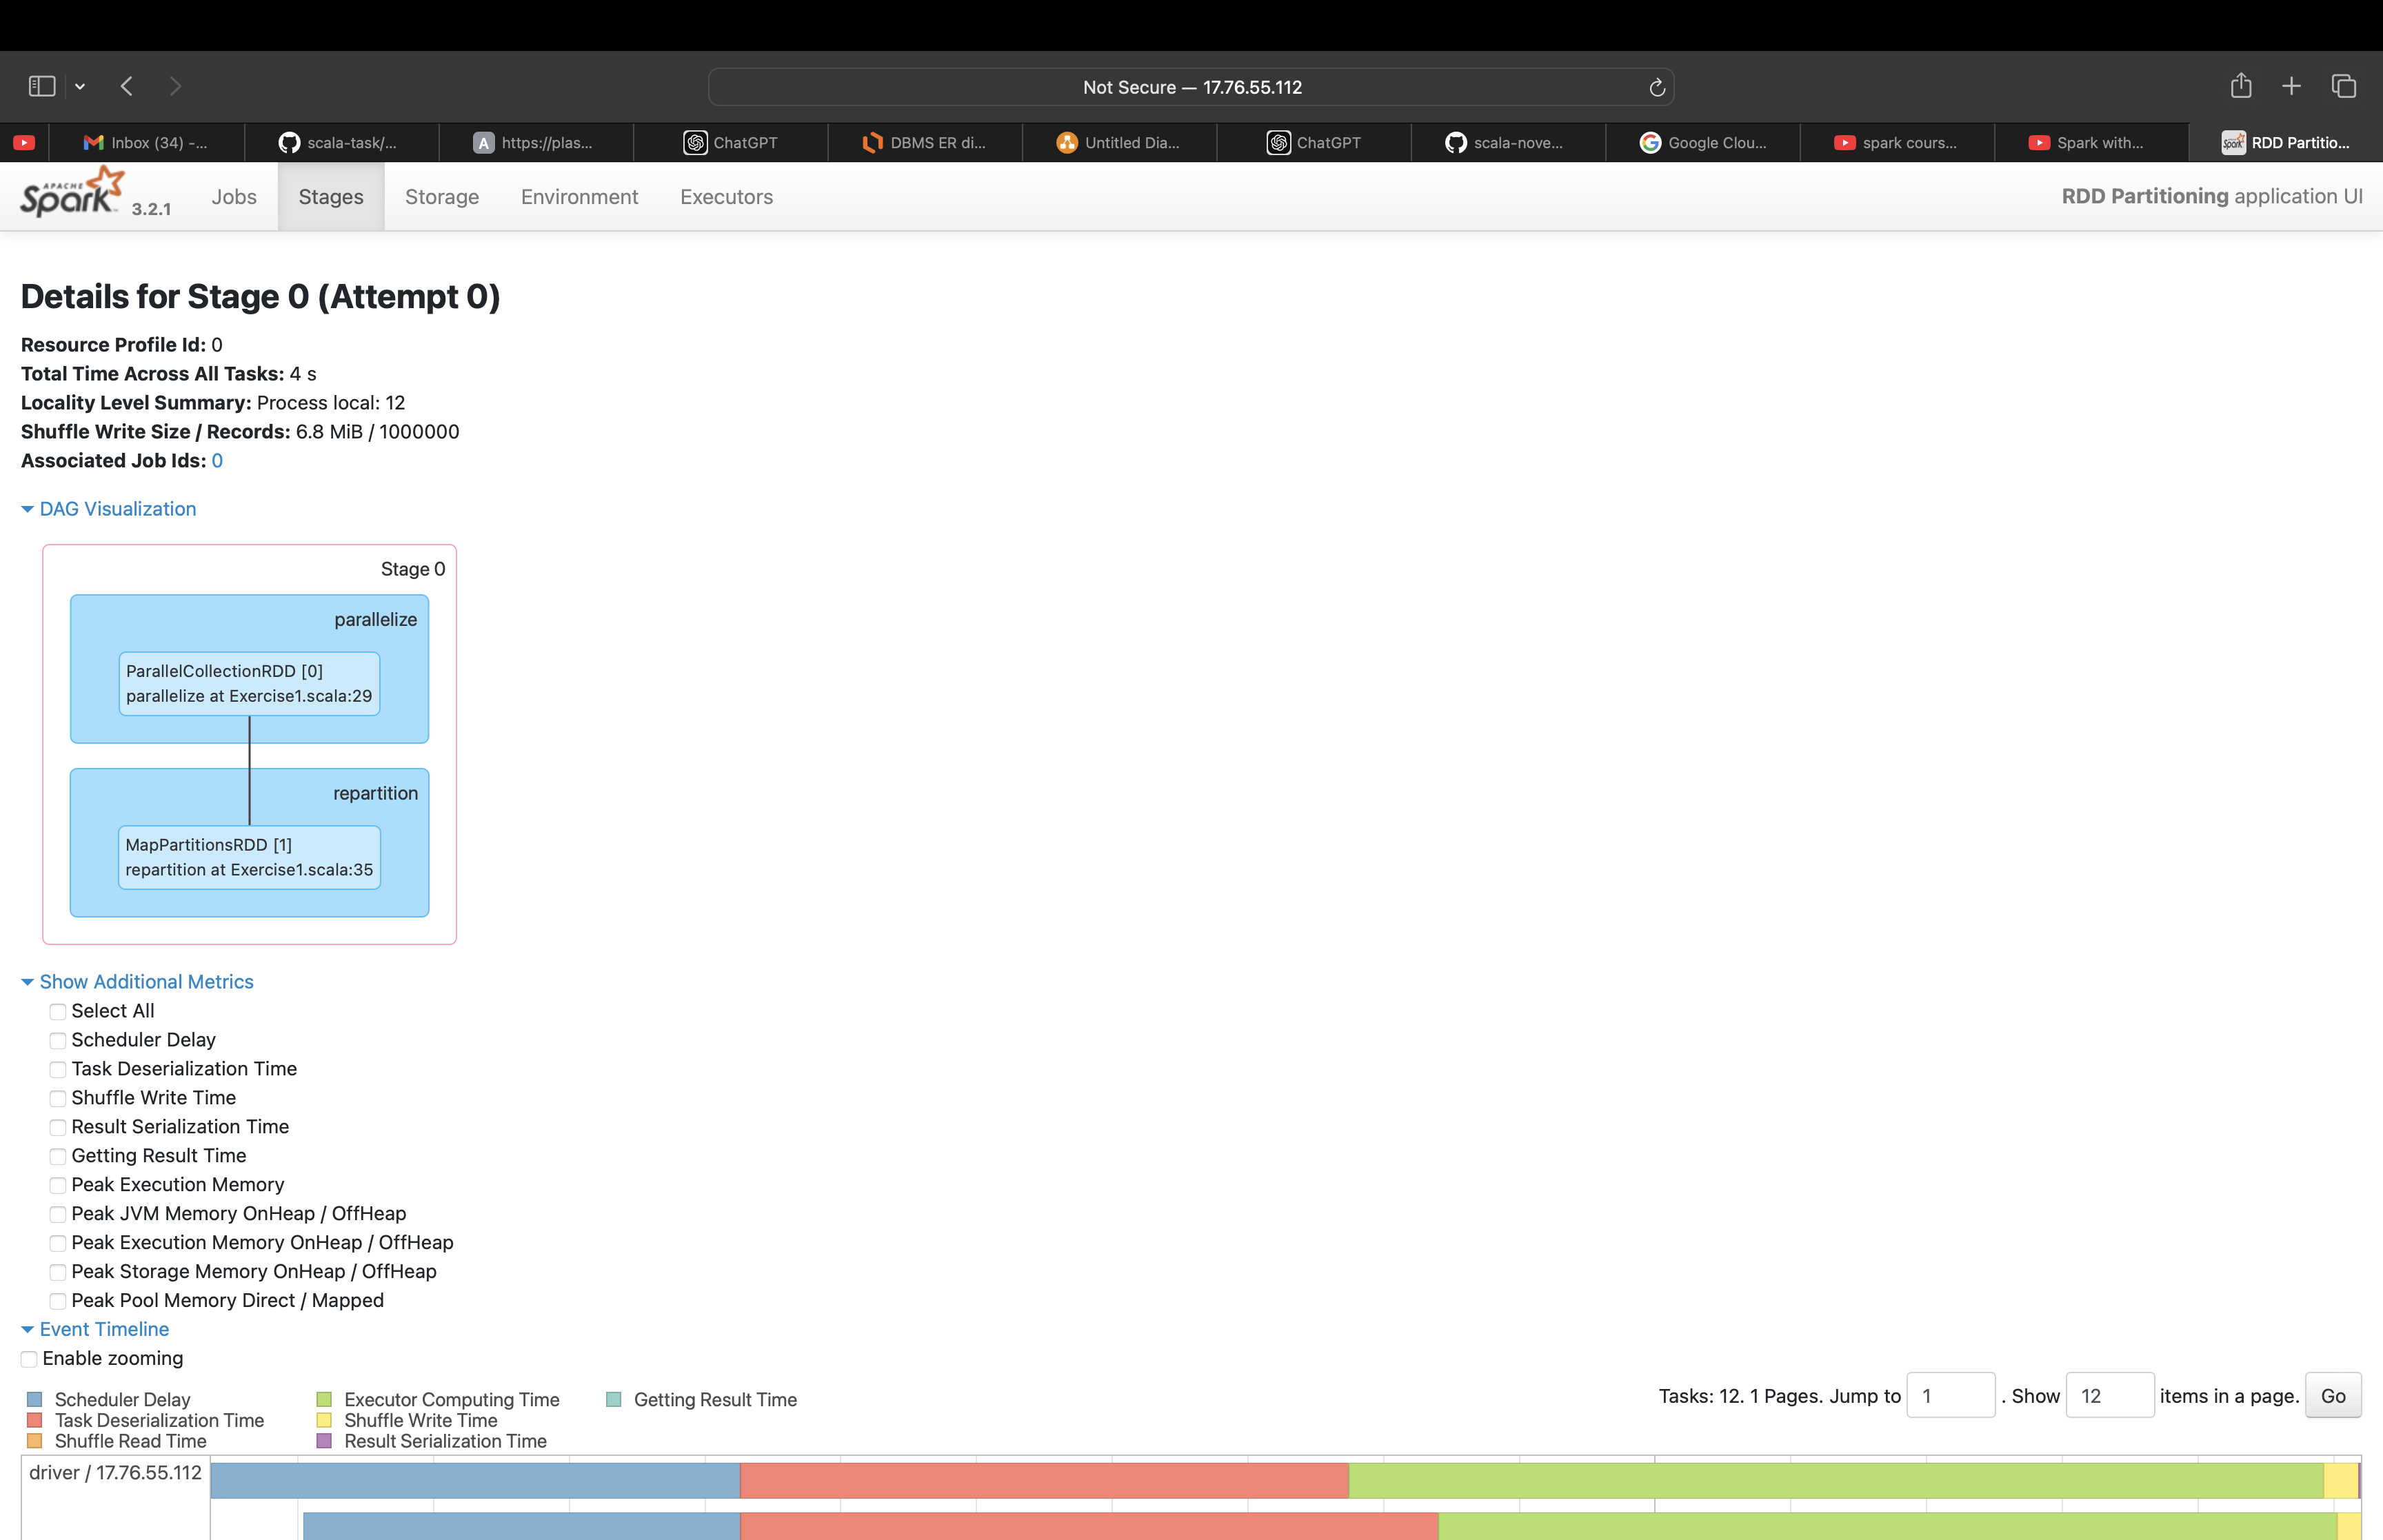 Not Secure — 17.76.55.112
Inbox (34) -...
scala-task/...
A https://plas...
ChatGPT
DBMS ER di...
Untitled Dia...
ChatGPT
scala-nove...
Google Clou...
spark cours...
Spark with...
RDD Partitio...
APACHE Spark 3.2.1
Jobs
Stages
Storage
Environment
Executors
RDD Partitioning application UI
Details for Stage 0 (Attempt 0)
Resource Profile Id: 0
Total Time Across All Tasks: 4 s
Locality Level Summary: Process local: 12
Shuffle Write Size / Records: 6.8 MiB / 1000000
Associated Job Ids: 0
DAG Visualization
Stage 0
parallelize
ParallelCollectionRDD [0]
parallelize at Exercise1.scala:29
repartition
MapPartitionsRDD [1]
repartition at Exercise1.scala:35
Show Additional Metrics
Select All
Scheduler Delay
Task Deserialization Time
Shuffle Write Time
Result Serialization Time
Getting Result Time
Peak Execution Memory
Peak JVM Memory OnHeap / OffHeap
Peak Execution Memory OnHeap / OffHeap
Peak Storage Memory OnHeap / OffHeap
Peak Pool Memory Direct / Mapped
Event Timeline
Enable zooming
Scheduler Delay
Task Deserialization Time
Shuffle Read Time
Executor Computing Time
Shuffle Write Time
Result Serialization Time
Getting Result Time
Tasks: 12. 1 Pages. Jump to 1 . Show 12 items in a page. Go
driver / 17.76.55.112